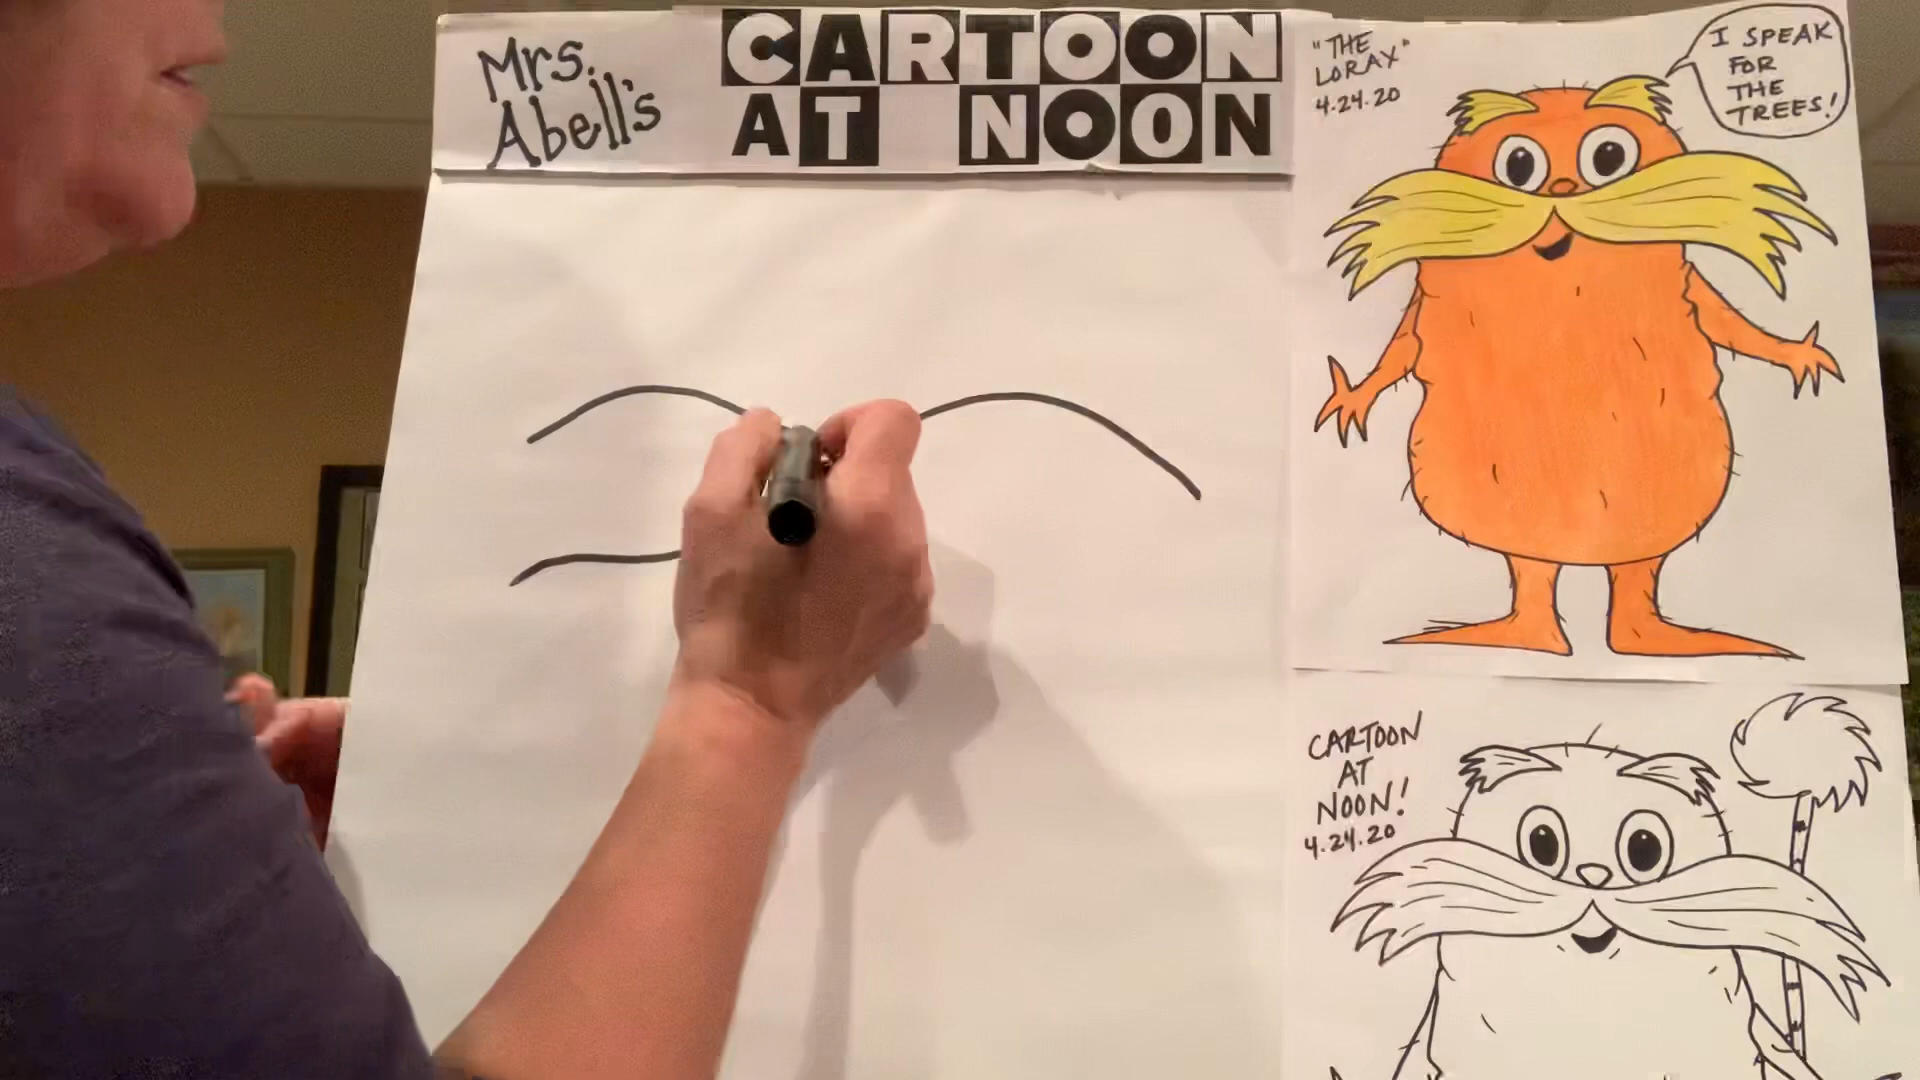 Mrs.
Abell's
CARTOON
AT NOON
"THE
LORAX"
4.24.20
I SPEAK
FOR
THE
TREES!
CARTOON
AT
NOON!
4.24.20